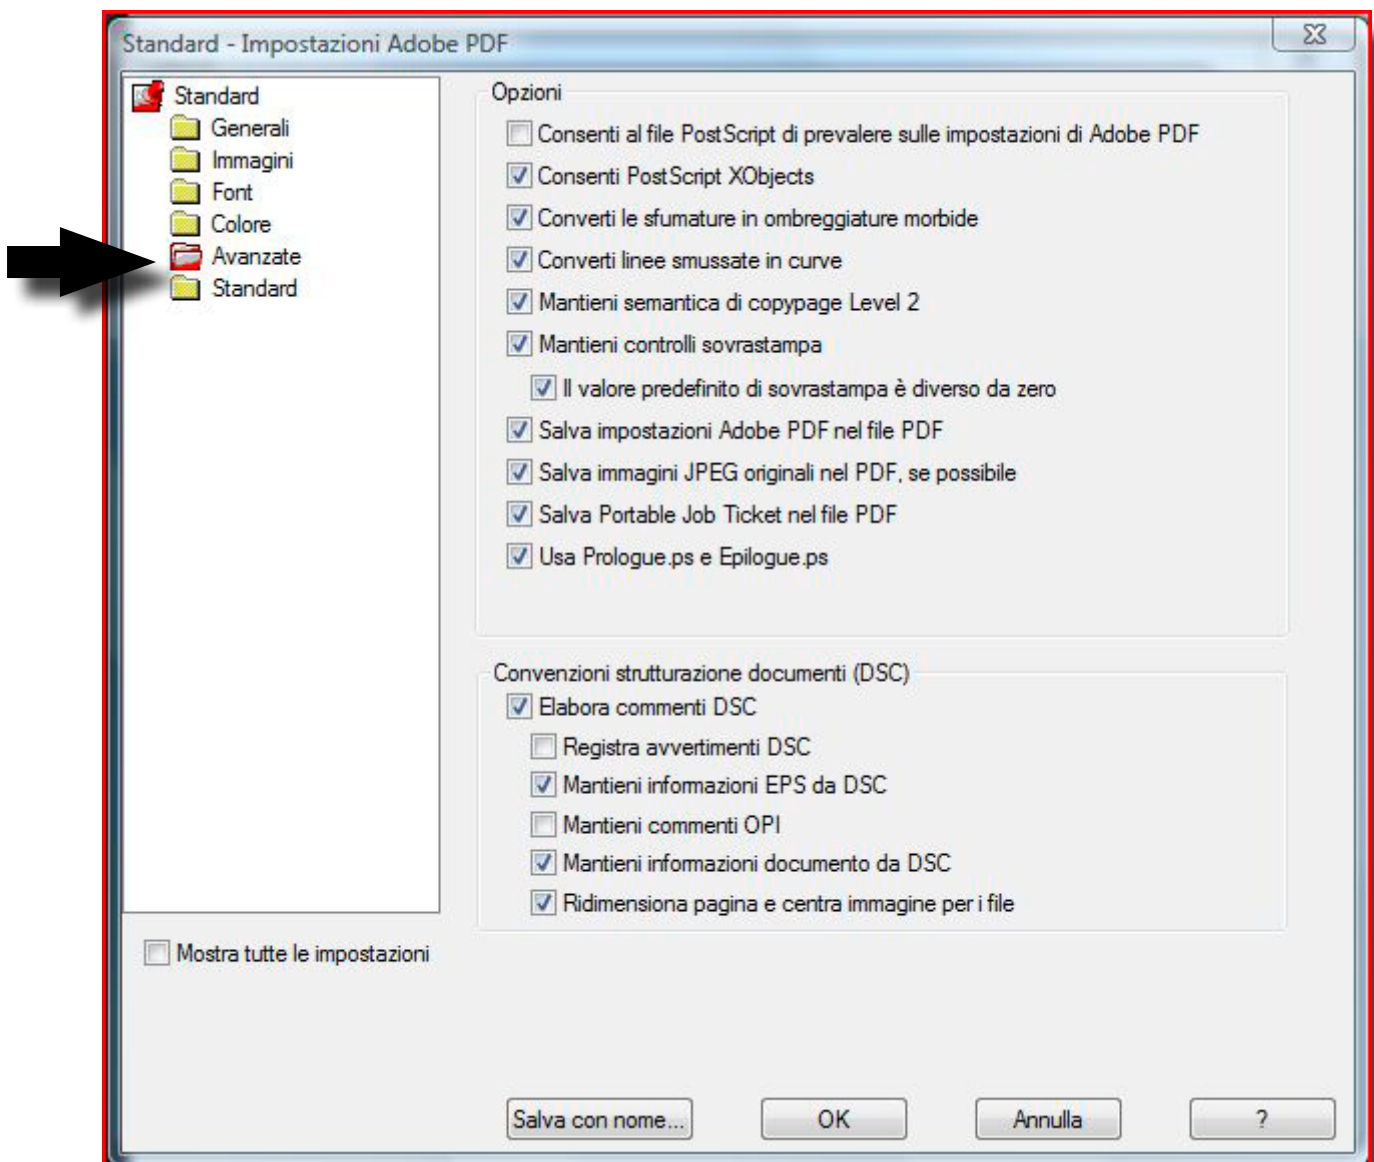 Standard - Impostazioni Adobe PDF
Standard
Generali
Immagini
Font
Colore
Avanzate
Standard
Mostra tutte le impostazioni
Opzioni
Consenti al file PostScript di prevalere sulle impostazioni di Adobe PDF
Consenti PostScript XObjects
Converti le sfumature in ombreggiature morbide
Converti linee smussate in curve
Mantieni semantica di copypage Level 2
Mantieni controlli sovrastampa
Il valore predefinito di sovrastampa è diverso da zero
Salva impostazioni Adobe PDF nel file PDF
Salva immagini JPEG originali nel PDF, se possibile
Salva Portable Job Ticket nel file PDF
Usa Prologue.ps e Epilogue.ps
Convenzioni strutturazione documenti (DSC)
Elabora commenti DSC
Registra avvertimenti DSC
Mantieni informazioni EPS da DSC
Mantieni commenti OPI
Mantieni informazioni documento da DSC
Ridimensiona pagina e centra immagine per i file
Salva con nome...
OK
Annulla
?